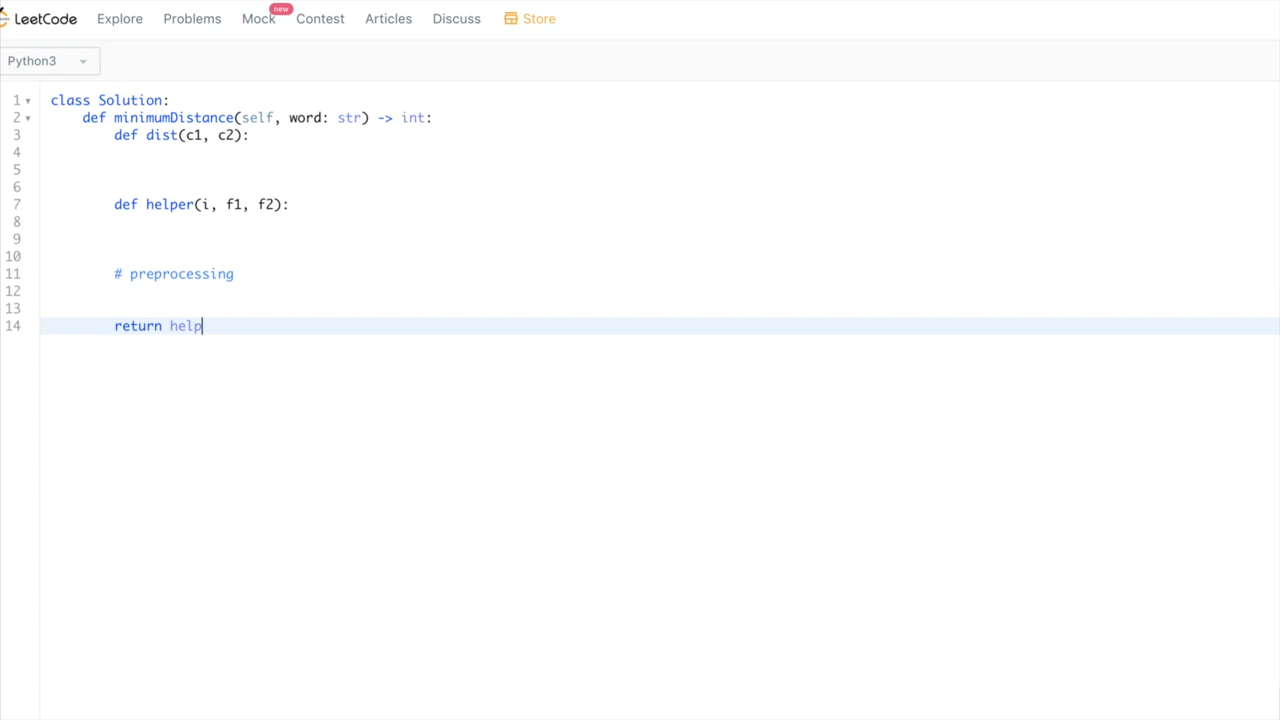 LeetCode Explore Problems Mock new Contest Articles Discuss Store
Python3
1 class Solution:
2 def minimumDistance(self, word: str) -> int:
3 def dist(c1, c2):
4
5
6
7 def helper(i, f1, f2):
8
9
10
11 # preprocessing
12
13
14 return help